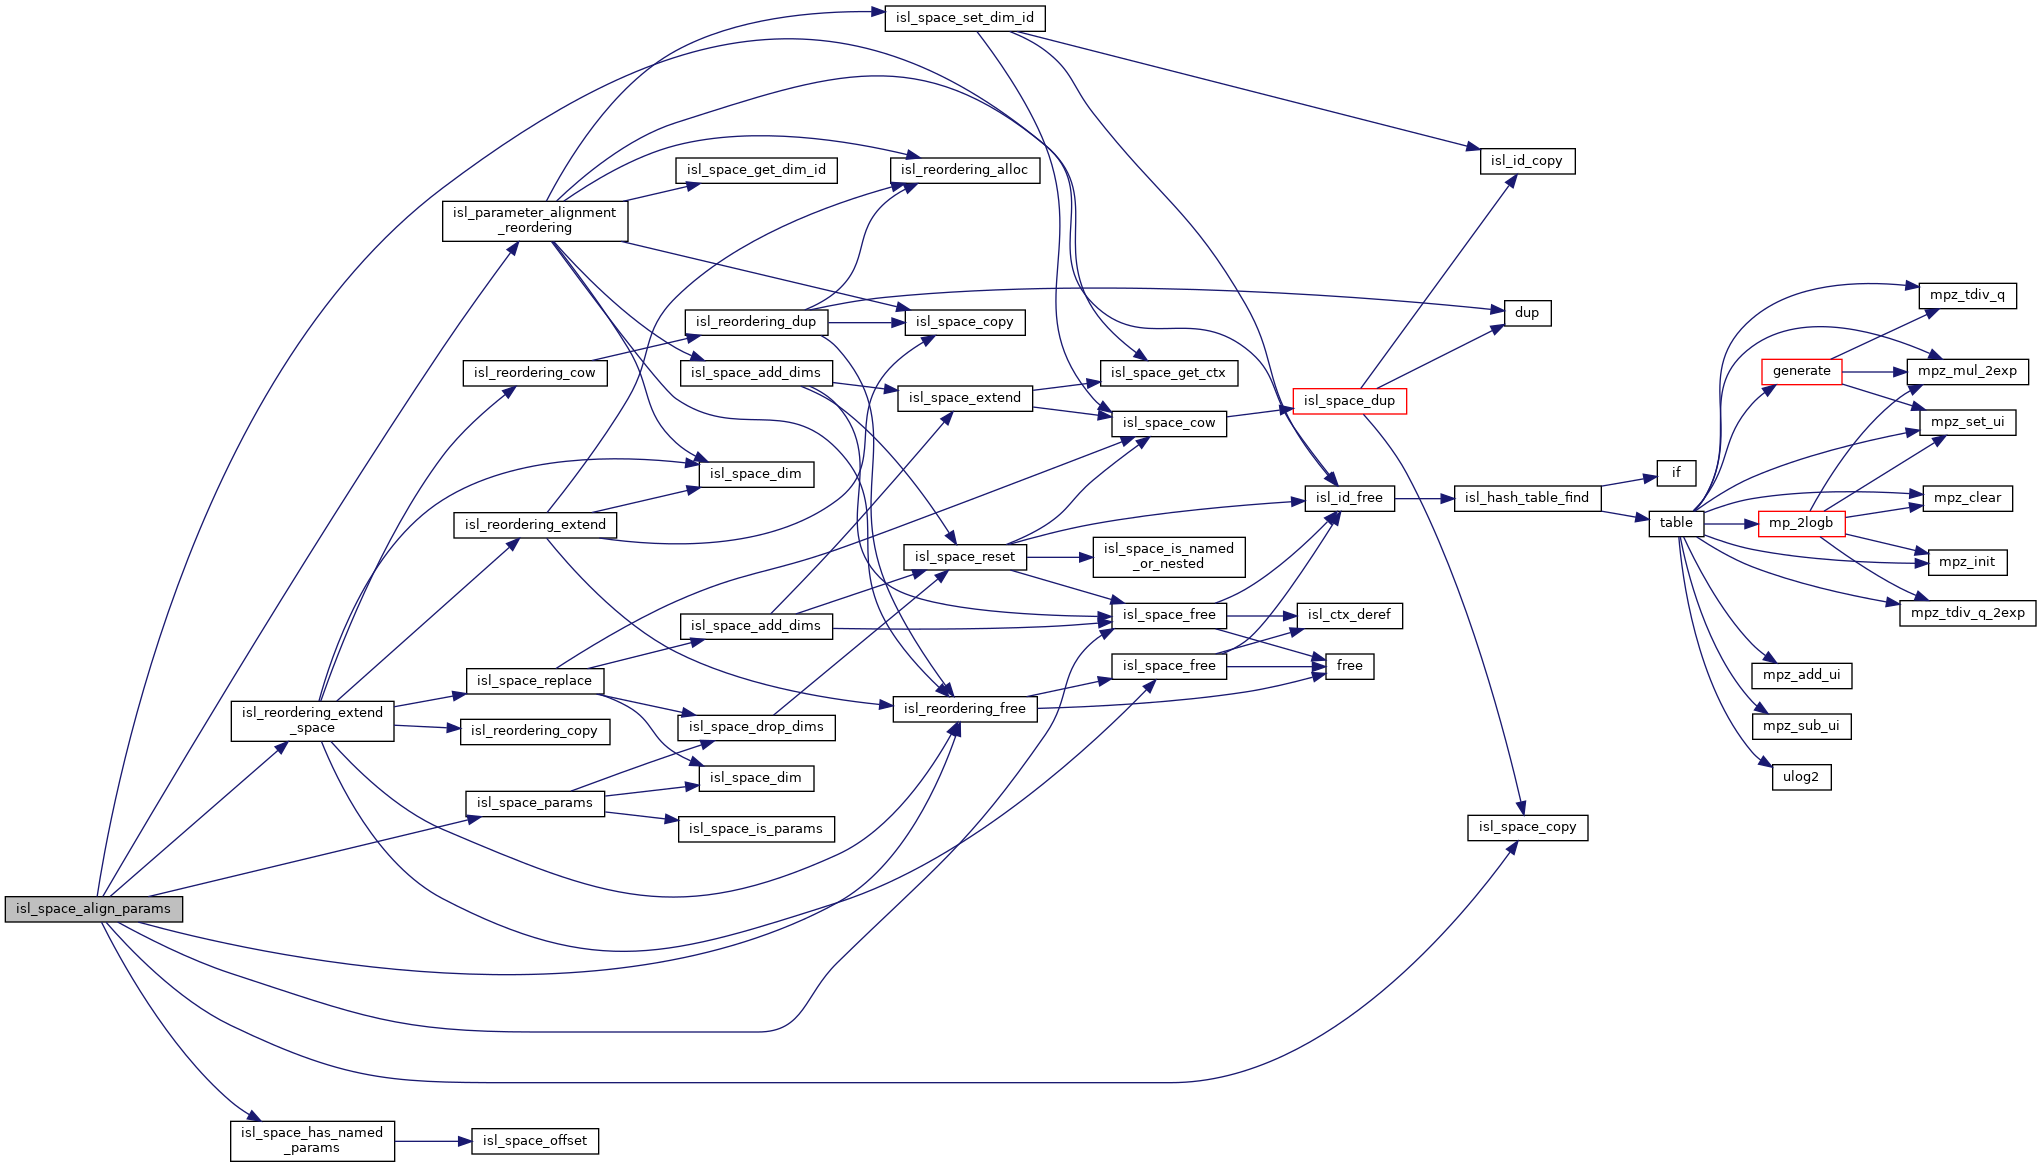 isl_space_set_dim_id
isl_id_copy
isl_space_get_dim_id
isl_reordering_alloc
isl_parameter_alignment
_reordering
mpz_tdiv_q
dup
isl_reordering_dup
isl_space_copy
isl_reordering_cow
isl_space_add_dims
isl_space_get_ctx
generate
mpz_mul_2exp
isl_space_extend
isl_space_dup
isl_space_cow
mpz_set_ui
isl_space_dim
if
isl_id_free
isl_hash_table_find
mpz_clear
isl_reordering_extend
table
mp_2logb
isl_space_reset
isl_space_is_named
_or_nested
mpz_init
isl_space_add_dims
isl_space_free
isl_ctx_deref
mpz_tdiv_q_2exp
isl_space_replace
isl_space_free
free
mpz_add_ui
isl_reordering_free
isl_reordering_extend
_space
isl_reordering_copy
isl_space_drop_dims
mpz_sub_ui
isl_space_dim
ulog2
isl_space_params
isl_space_is_params
isl_space_copy
isl_space_align_params
isl_space_has_named
_params
isl_space_offset